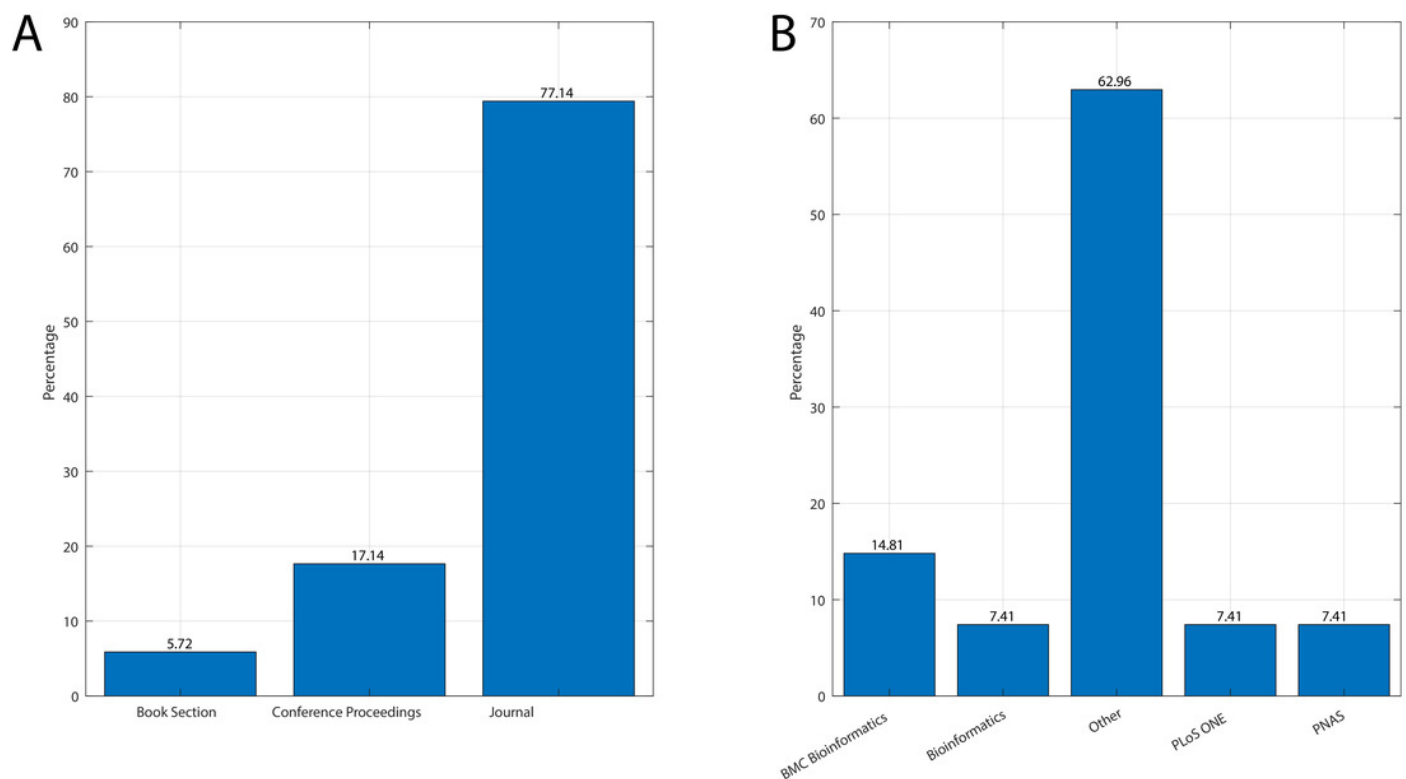 A
Percentage
90
80
70
60
50
40
30
20
10
0
5.72
17.14
77.14
Book Section
Conference Proceedings
Journal
B
Percentage
70
60
50
40
30
20
10
0
14.81
7.41
62.96
7.41
7.41
BMC Bioinformatics
Bioinformatics
Other
PLoS ONE
PNAS